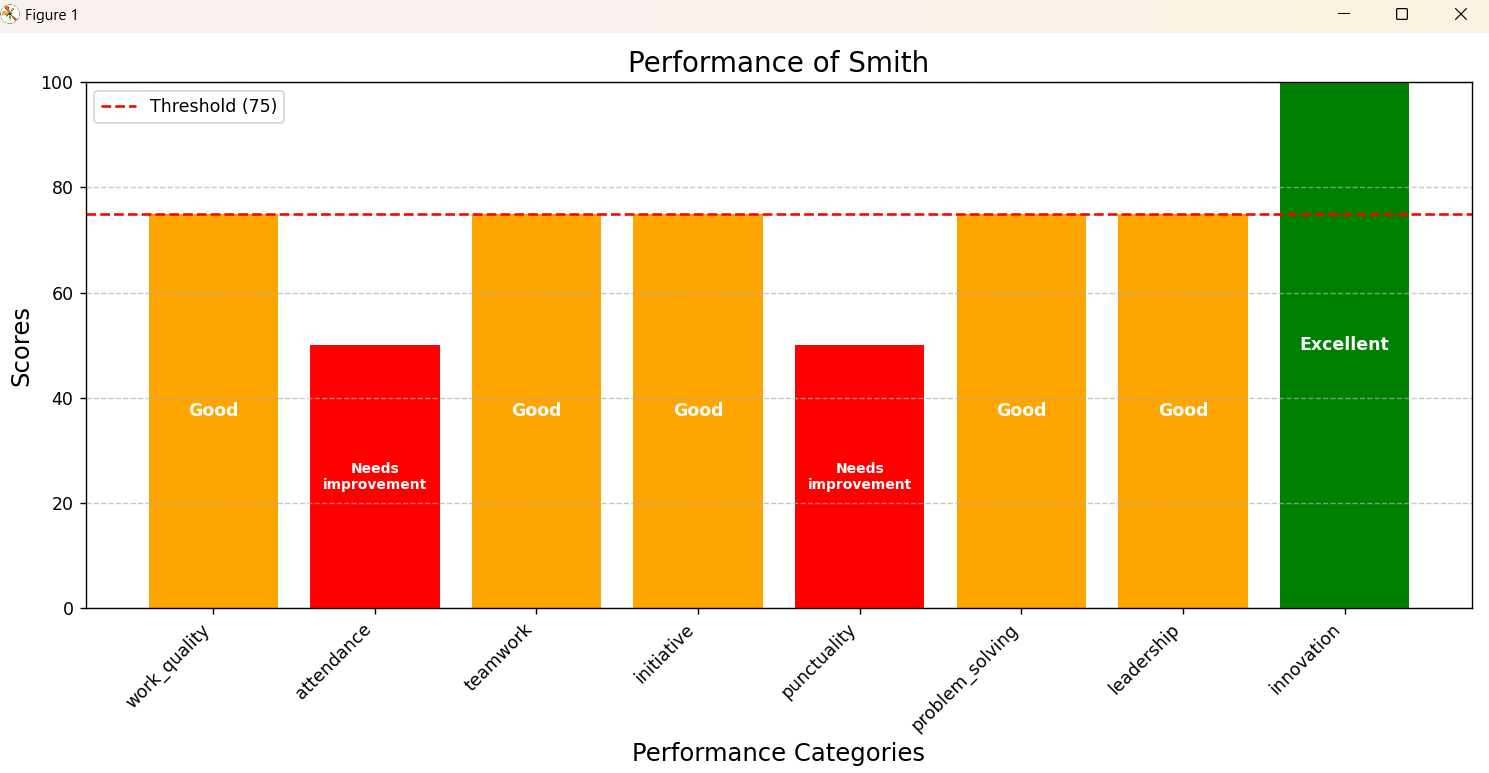 Figure 1
Performance of Smith
Threshold (75)
100
80
60
40
20
0
Scores
Good
Needs
improvement
Good
Good
Needs
improvement
Good
Good
Excellent
work_quality
attendance
teamwork
initiative
punctuality
problem_solving
leadership
innovation
Performance Categories